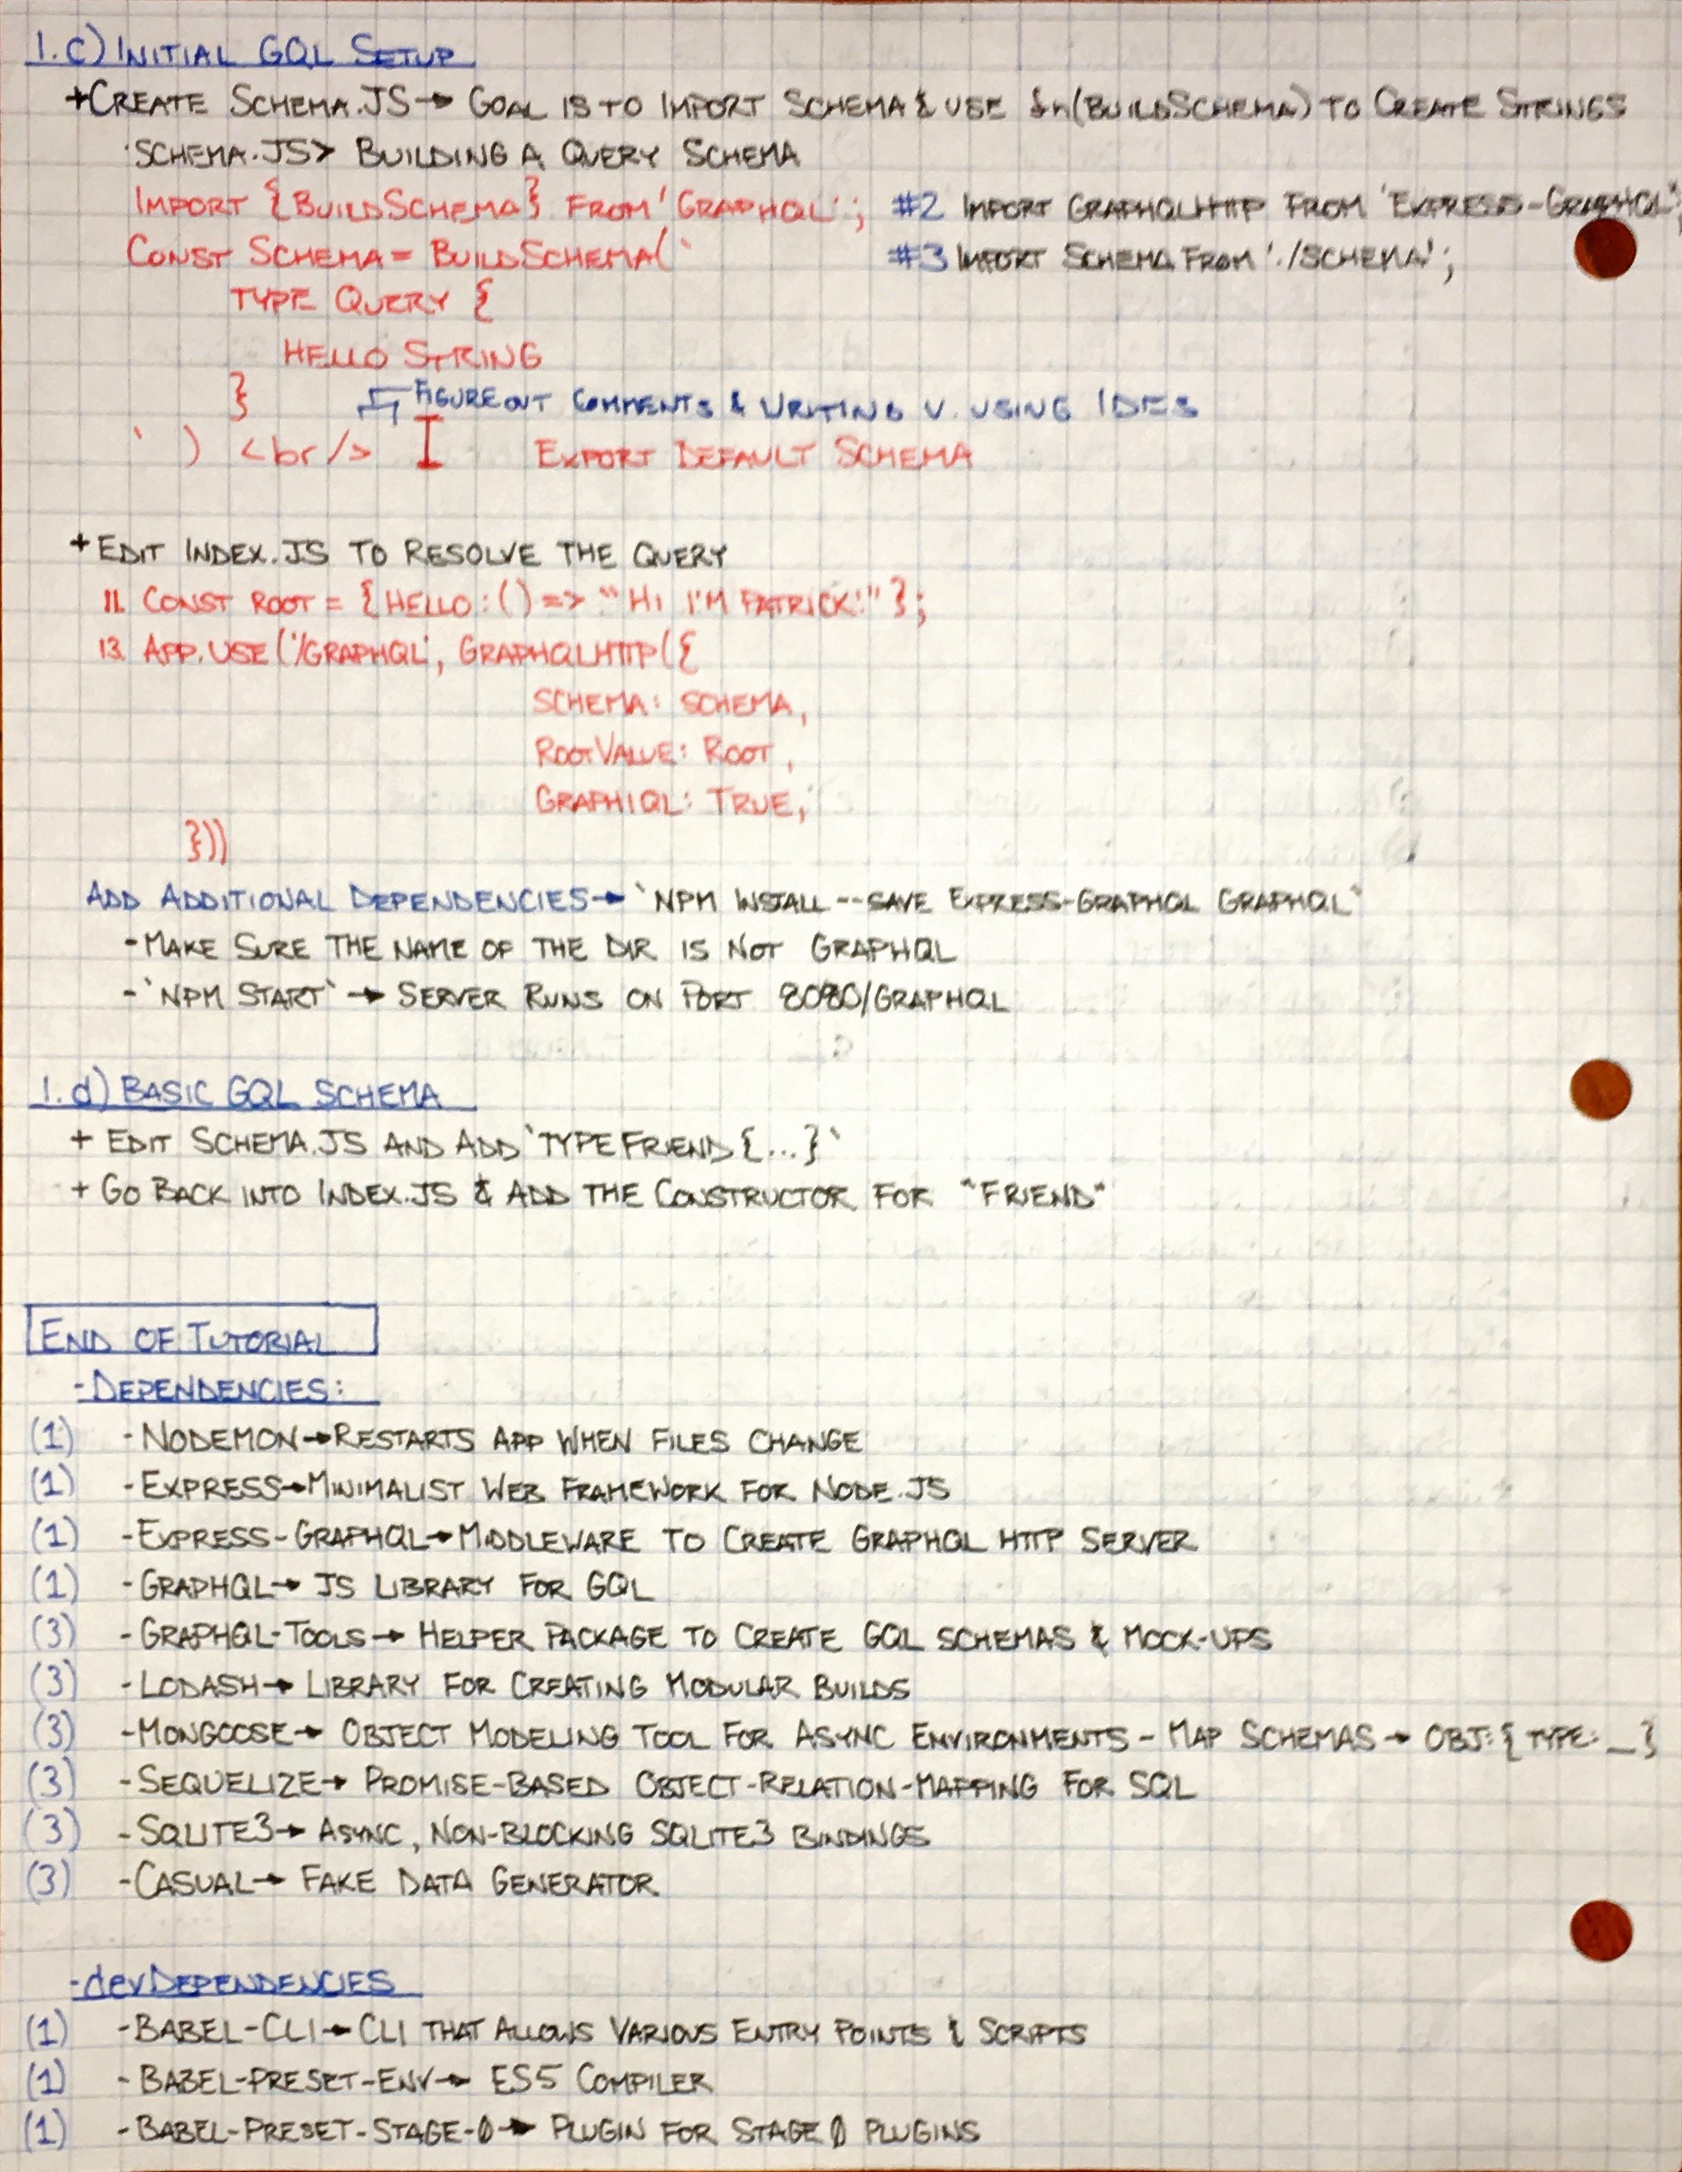 1.c) INITIAL GQL SETUP
+CREATE SCHEMA.JS→ GOAL IS TO IMPORT SCHEMA & USE fn(BUILDSCHEMA) TO CREATE STRINGS
·SCHEMA.JS> BUILDING A QUERY SCHEMA
IMPORT {BUILDSCHEMA} FROM 'GRAPHQL'; #2 IMPORT GRAPHQLHTTP FROM 'EXPRESS-GRAPHQL';
CONST SCHEMA = BUILDSCHEMA(` #3 IMPORT SCHEMA FROM './SCHEMA';
TYPE QUERY {
HELLO STRING
}
FIGURE OUT COMMENTS & WRITING V. USING IDES
` ) <br/> EXPORT DEFAULT SCHEMA
+ EDIT INDEX.JS TO RESOLVE THE QUERY
11. CONST ROOT = {HELLO: () => "HI I'M PATRICK!"};
13. APP.USE('/GRAPHQL', GRAPHQLHTTP({
SCHEMA: SCHEMA,
ROOTVALUE: ROOT,
GRAPHIQL: TRUE,
}))
ADD ADDITIONAL DEPENDENCIES→ `NPM INSTALL --SAVE EXPRESS-GRAPHQL GRAPHQL`
-MAKE SURE THE NAME OF THE DIR IS NOT GRAPHQL
-`NPM START` → SERVER RUNS ON PORT 8080/GRAPHQL
1.d) BASIC GQL SCHEMA
+ EDIT SCHEMA.JS AND ADD `TYPE FRIEND {...}`
+ GO BACK INTO INDEX.JS & ADD THE CONSTRUCTOR FOR "FRIEND"
END OF TUTORIAL
-DEPENDENCIES:
(1) -NODEMON→RESTARTS APP WHEN FILES CHANGE
(1) -EXPRESS→MINIMALIST WEB FRAMEWORK FOR NODE.JS
(1) -EXPRESS-GRAPHQL→MIDDLEWARE TO CREATE GRAPHQL HTTP SERVER
(1) -GRAPHQL→ JS LIBRARY FOR GQL
(3) -GRAPHQL-TOOLS→ HELPER PACKAGE TO CREATE GQL SCHEMAS & MOCK-UPS
(3) -LODASH→ LIBRARY FOR CREATING MODULAR BUILDS
(3) -MONGOOSE→ OBJECT MODELING TOOL FOR ASYNC ENVIRONMENTS - MAP SCHEMAS → OBJ:{TYPE:_}
(3) -SEQUELIZE→ PROMISE-BASED OBJECT-RELATION-MAPPING FOR SQL
(3) -SQLITE3→ ASYNC, NON-BLOCKING SQLITE3 BINDINGS
(3) -CASUAL→ FAKE DATA GENERATOR
-devDEPENDENCIES
(1) -BABEL-CLI→ CLI THAT ALLOWS VARIOUS ENTRY POINTS & SCRIPTS
(1) -BABEL-PRESET-ENV→ ES5 COMPILER
(1) -BABEL-PRESET-STAGE-0→ PLUGIN FOR STAGE 0 PLUGINS